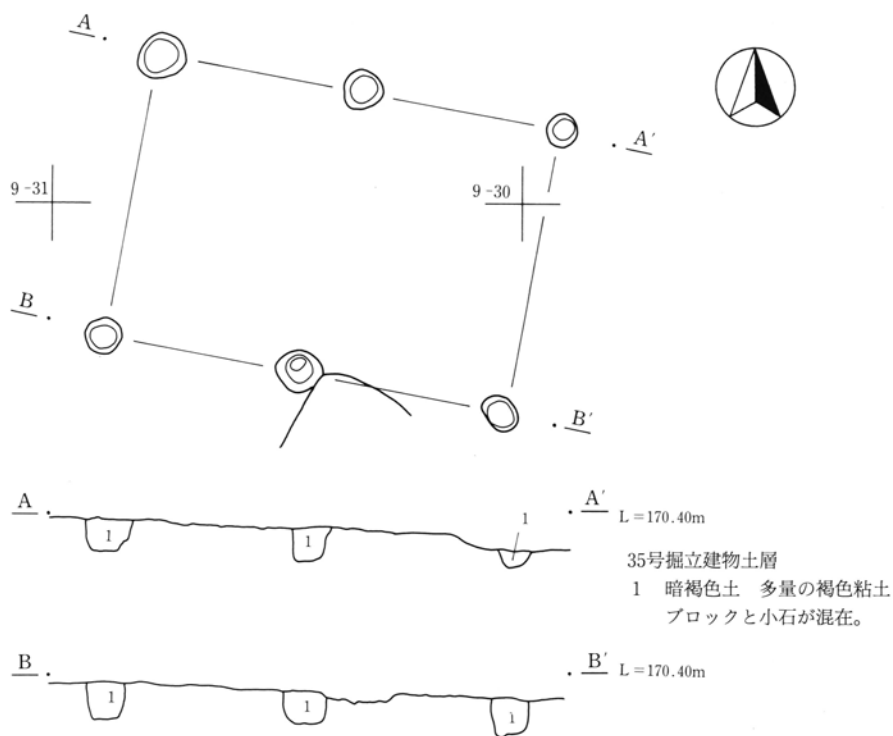 A
A′
9-31
9-30
B
B′
A
1
1
1
A′
L=170.40m
35号掘立建物土層
1 暗褐色土 多量の褐色粘土
ブロックと小石が混在。
B
1
1
1
B′
L=170.40m